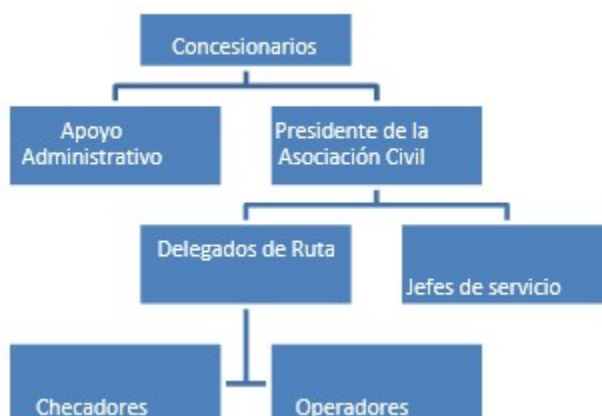 Concesionarios
Apoyo
Administrativo
Presidente de la
Asociación Civil
Delegados de Ruta
Jefes de servicio
Checadores
Operadores